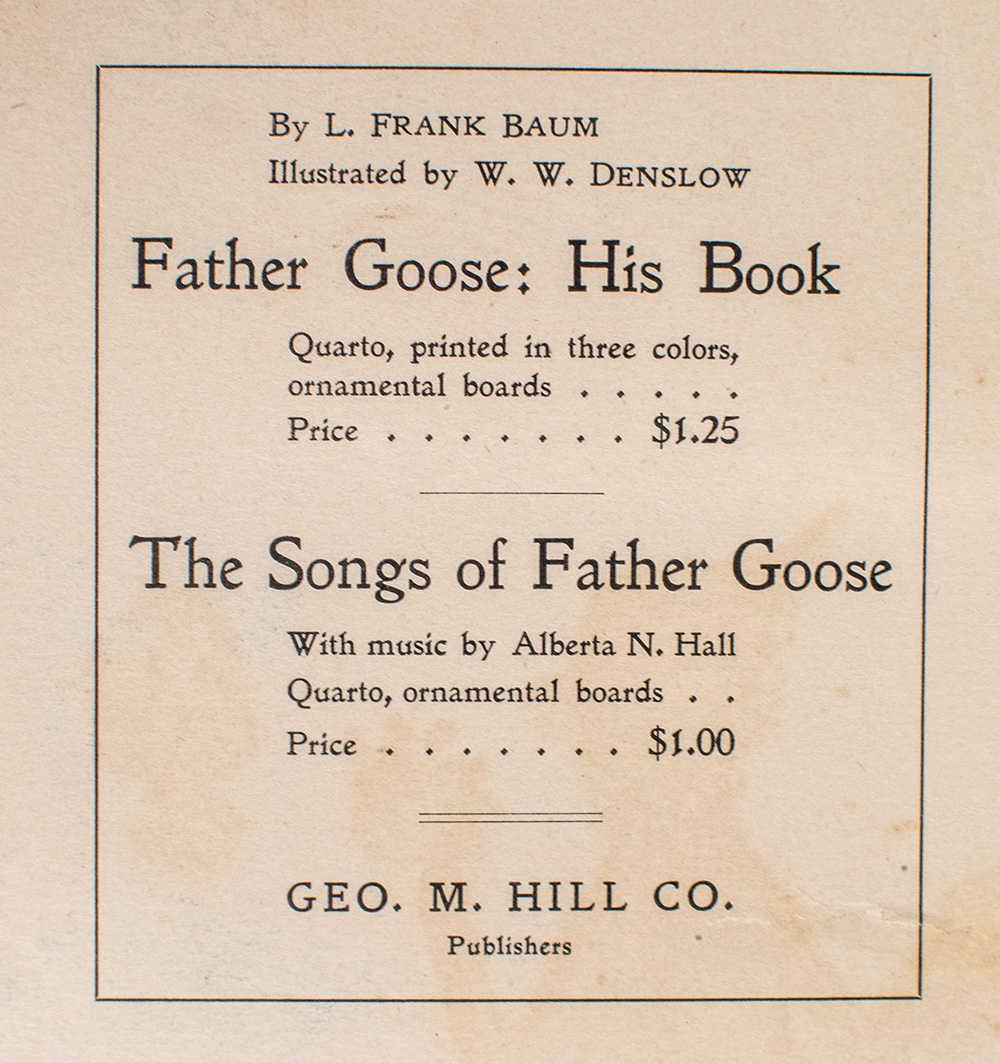 By L. FRANK BAUM
Illustrated by W. W. DENSLOW
Father Goose: His Book
Quarto, printed in three colors,
ornamental boards . . . . .
Price . . . . . . . $1.25
The Songs of Father Goose
With music by Alberta N. Hall
Quarto, ornamental boards . .
Price . . . . . . . $1.00
GEO. M. HILL CO.
Publishers